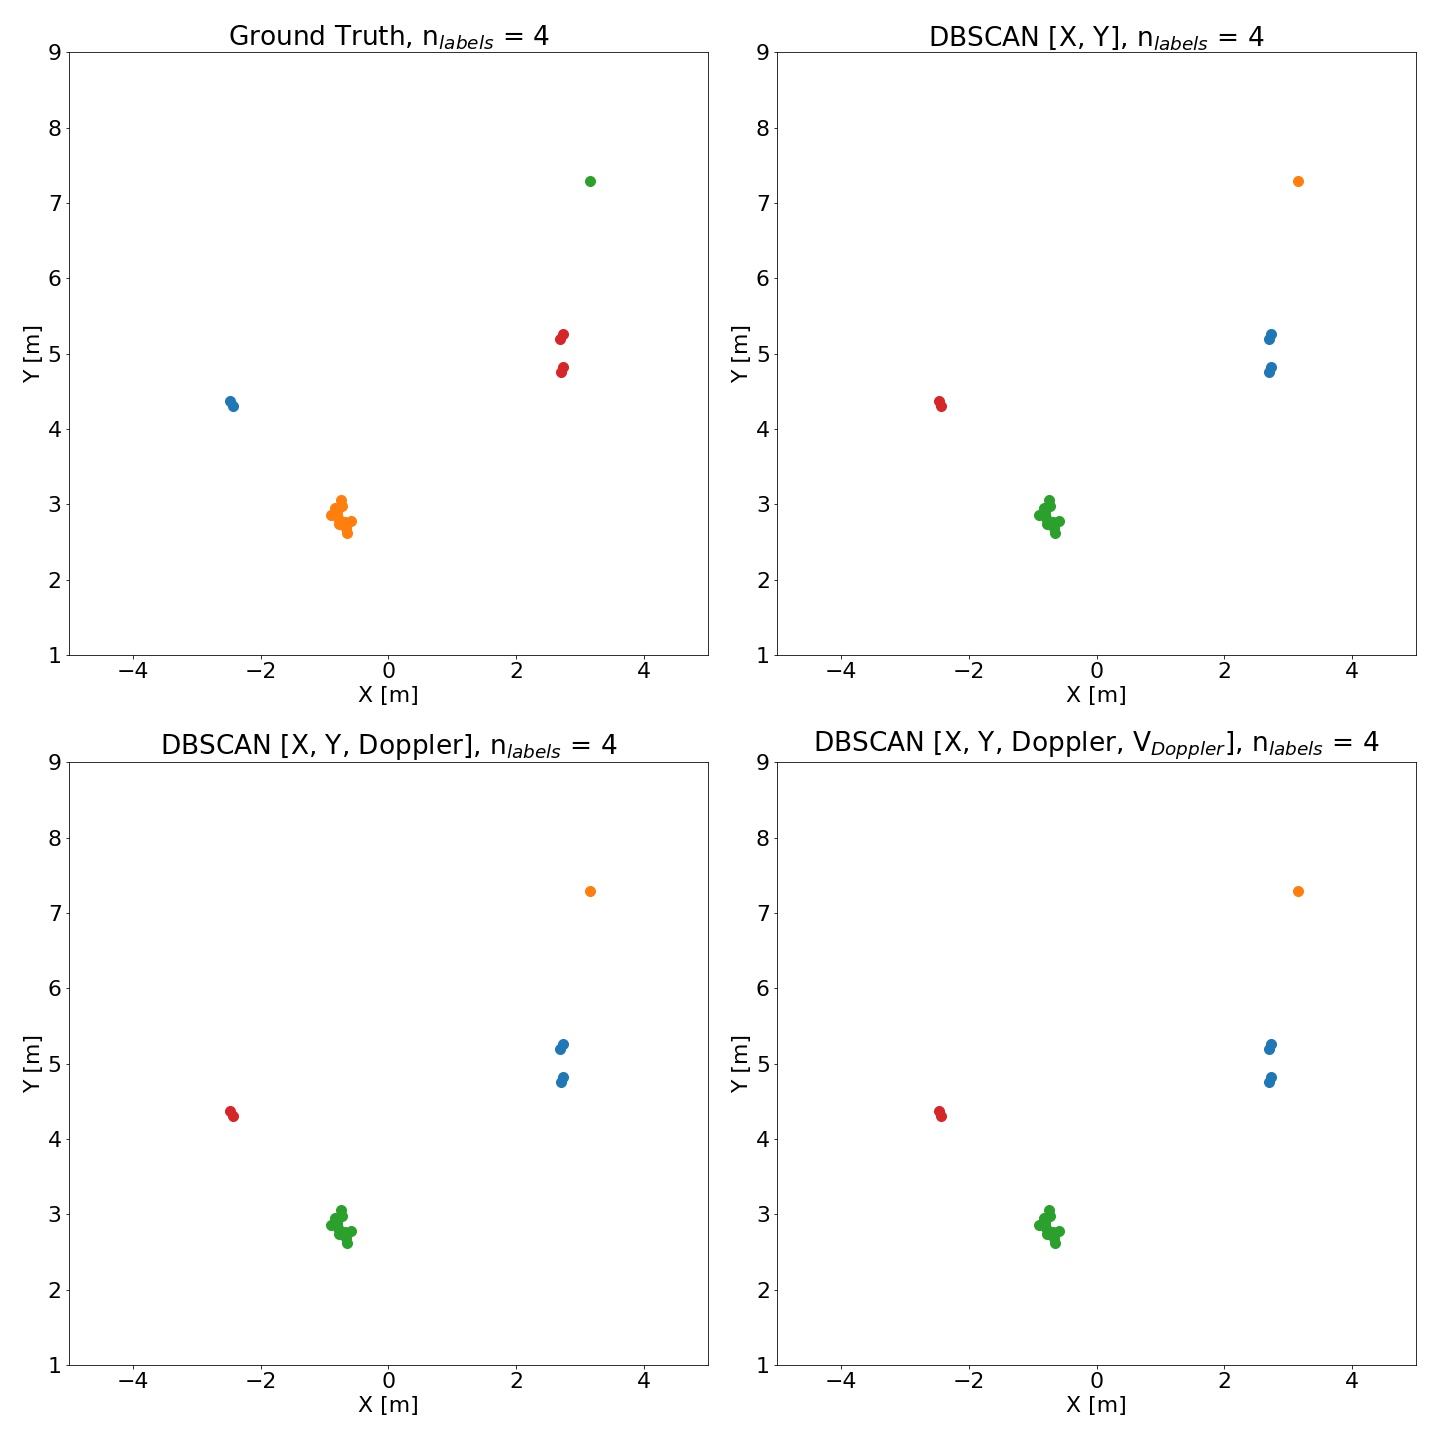 Ground Truth, n_labels = 4
9
8
7
6
5
4
3
2
1
Y [m]
−4 −2 0 2 4
X [m]
DBSCAN [X, Y], n_labels = 4
9
8
7
6
5
4
3
2
1
Y [m]
−4 −2 0 2 4
X [m]
DBSCAN [X, Y, Doppler], n_labels = 4
9
8
7
6
5
4
3
2
1
Y [m]
−4 −2 0 2 4
X [m]
DBSCAN [X, Y, Doppler, V_Doppler], n_labels = 4
9
8
7
6
5
4
3
2
1
Y [m]
−4 −2 0 2 4
X [m]